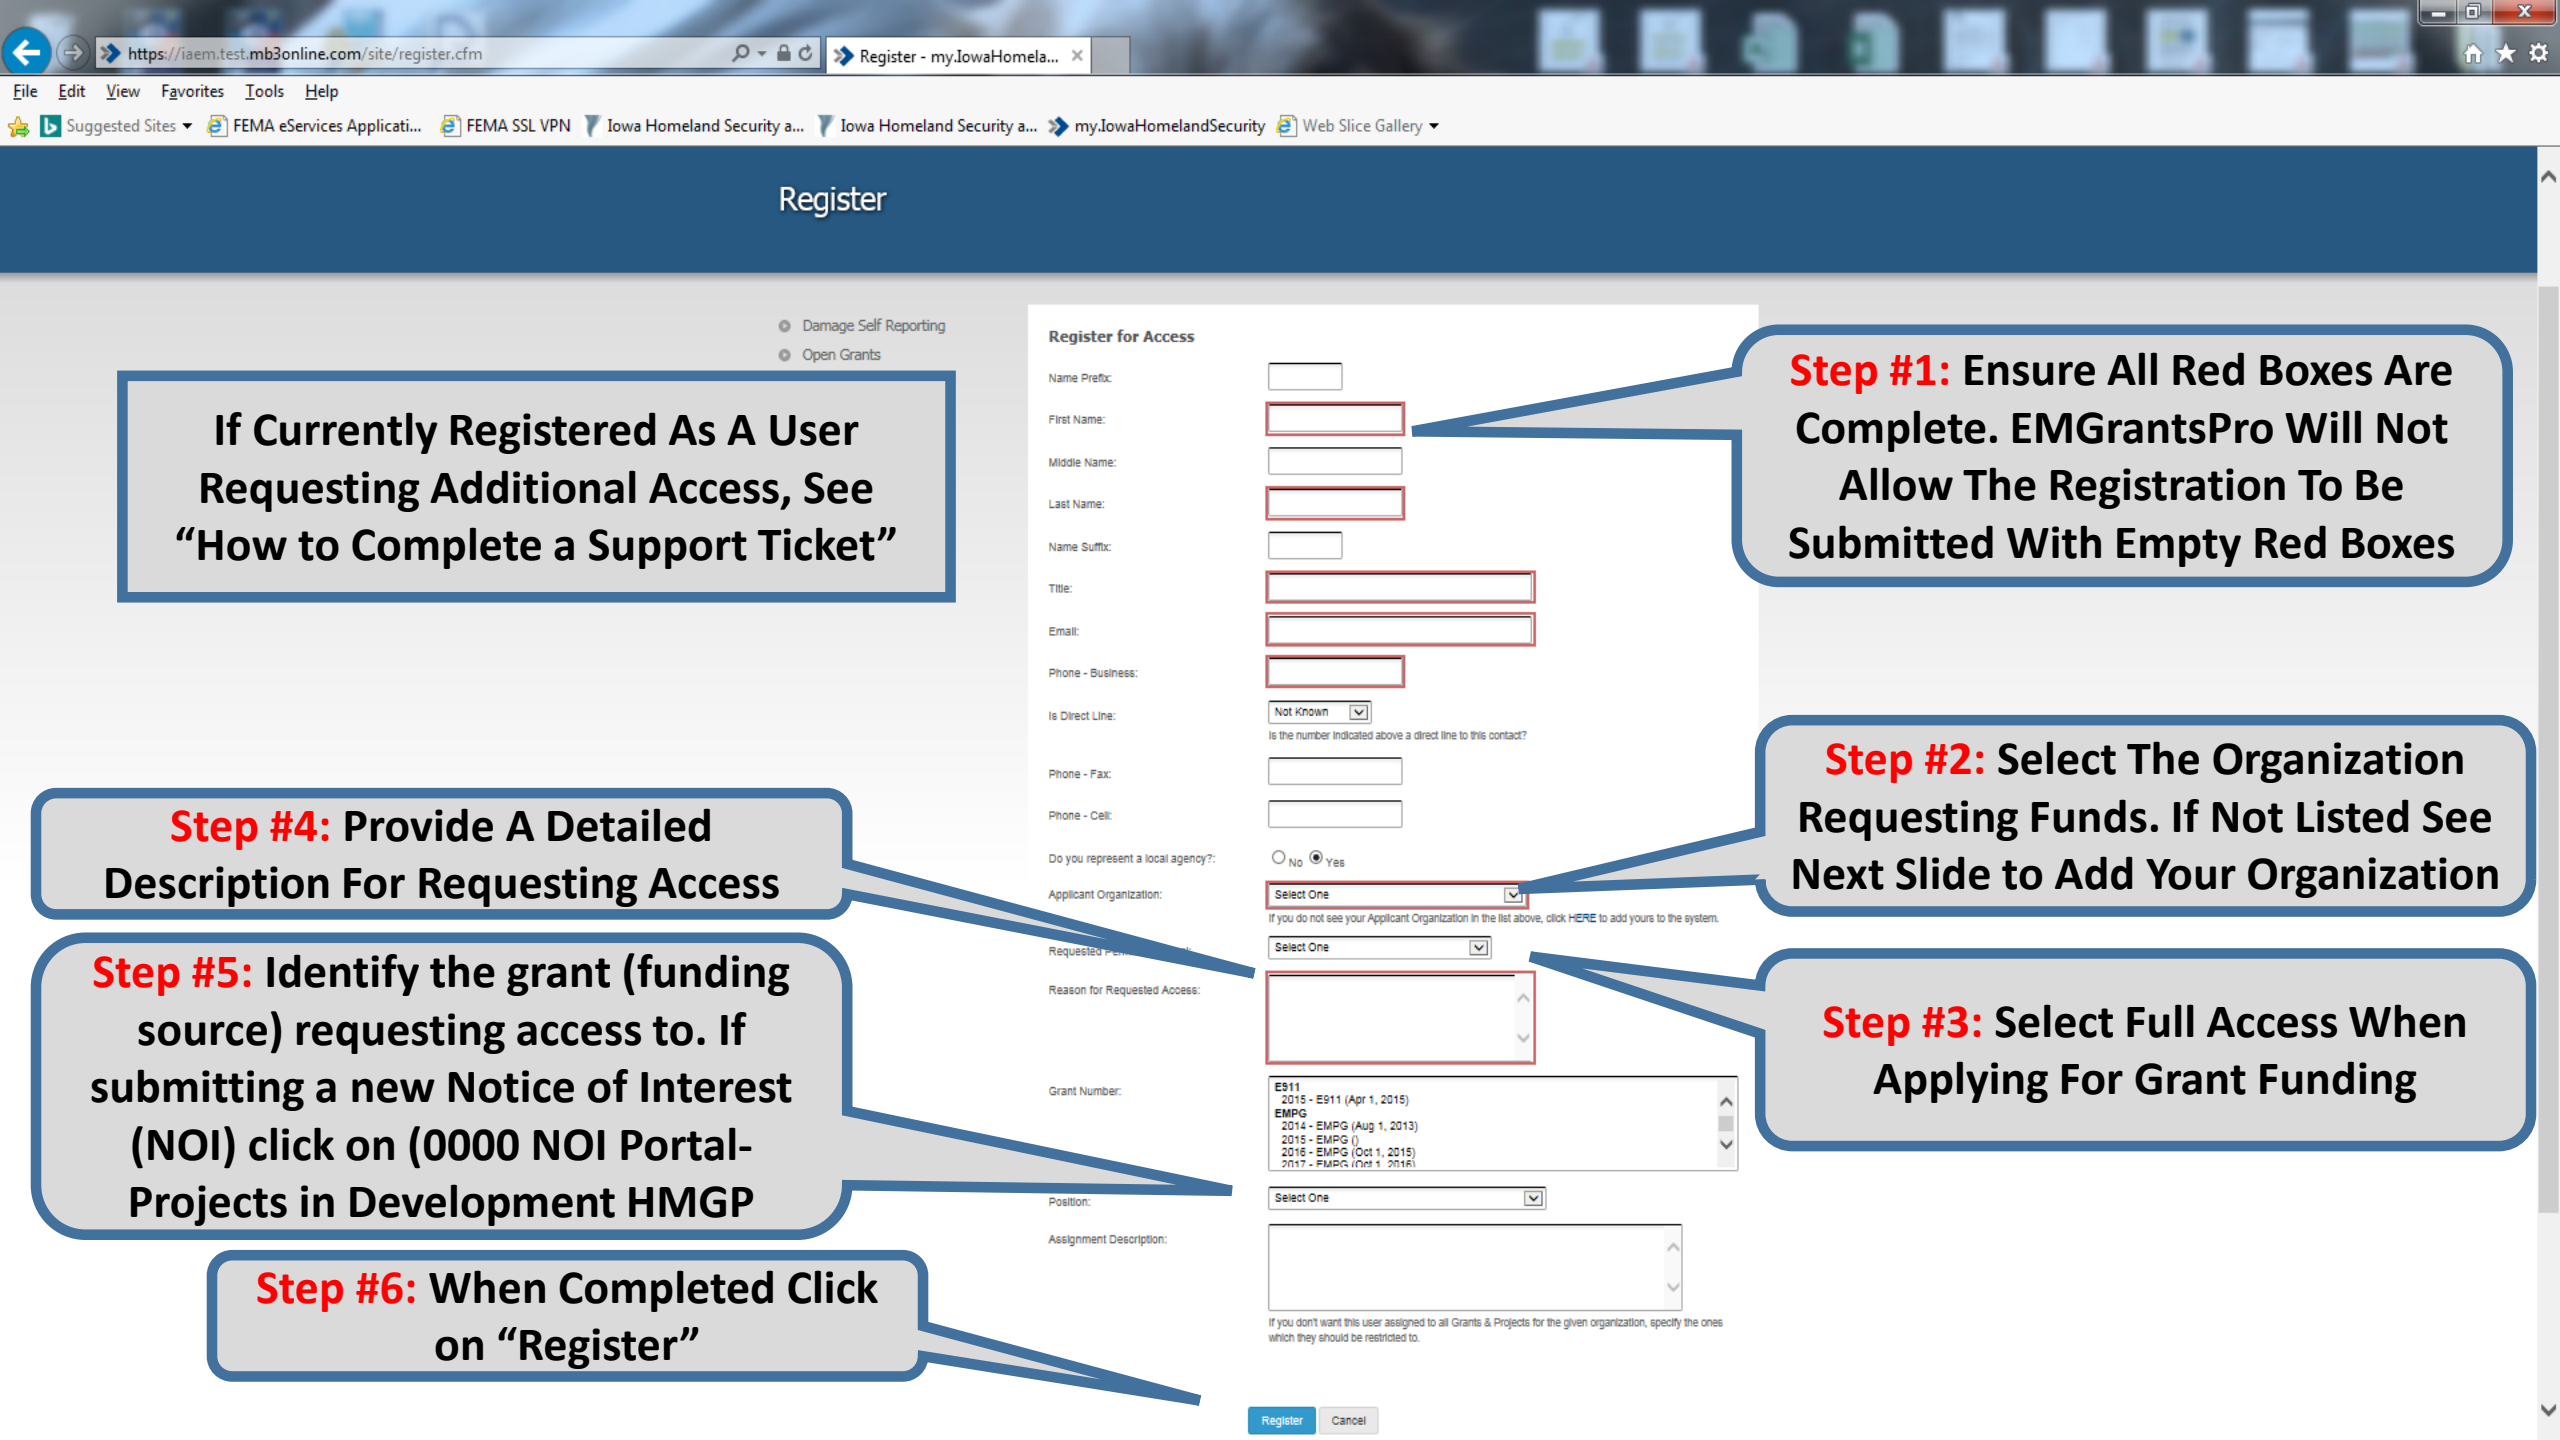 https://iaem.test.mb3online.com/site/register.cfm
Register - my.IowaHomela...
File Edit View Favorites Tools Help
Suggested Sites
FEMA eServices Applicati...
FEMA SSL VPN
Iowa Homeland Security a...
Iowa Homeland Security a...
my.IowaHomelandSecurity
Web Slice Gallery
Register
Damage Self Reporting
Open Grants
If Currently Registered As A User
Requesting Additional Access, See
“How to Complete a Support Ticket”
Register for Access
Name Prefix:
First Name:
Middle Name:
Last Name:
Name Suffix:
Title:
Email:
Phone - Business:
Is Direct Line:
Not Known
Is the number indicated above a direct line to this contact?
Phone - Fax:
Phone - Cell:
Do you represent a local agency?:
No Yes
Applicant Organization:
Select One
If you do not see your Applicant Organization in the list above, click HERE to add yours to the system.
Requested
Select One
Reason for Requested Access:
Grant Number:
E911
2015 - E911 (Apr 1, 2015)
EMPG
2014 - EMPG (Aug 1, 2013)
2015 - EMPG ()
2016 - EMPG (Oct 1, 2015)
2017 - EMPG (Oct 1, 2016)
Position:
Select One
Assignment Description:
If you don't want this user assigned to all Grants & Projects for the given organization, specify the ones
which they should be restricted to.
Register
Cancel
Step #1: Ensure All Red Boxes Are
Complete. EMGrantsPro Will Not
Allow The Registration To Be
Submitted With Empty Red Boxes
Step #2: Select The Organization
Requesting Funds. If Not Listed See
Next Slide to Add Your Organization
Step #3: Select Full Access When
Applying For Grant Funding
Step #4: Provide A Detailed
Description For Requesting Access
Step #5: Identify the grant (funding
source) requesting access to. If
submitting a new Notice of Interest
(NOI) click on (0000 NOI Portal-
Projects in Development HMGP
Step #6: When Completed Click
on “Register”